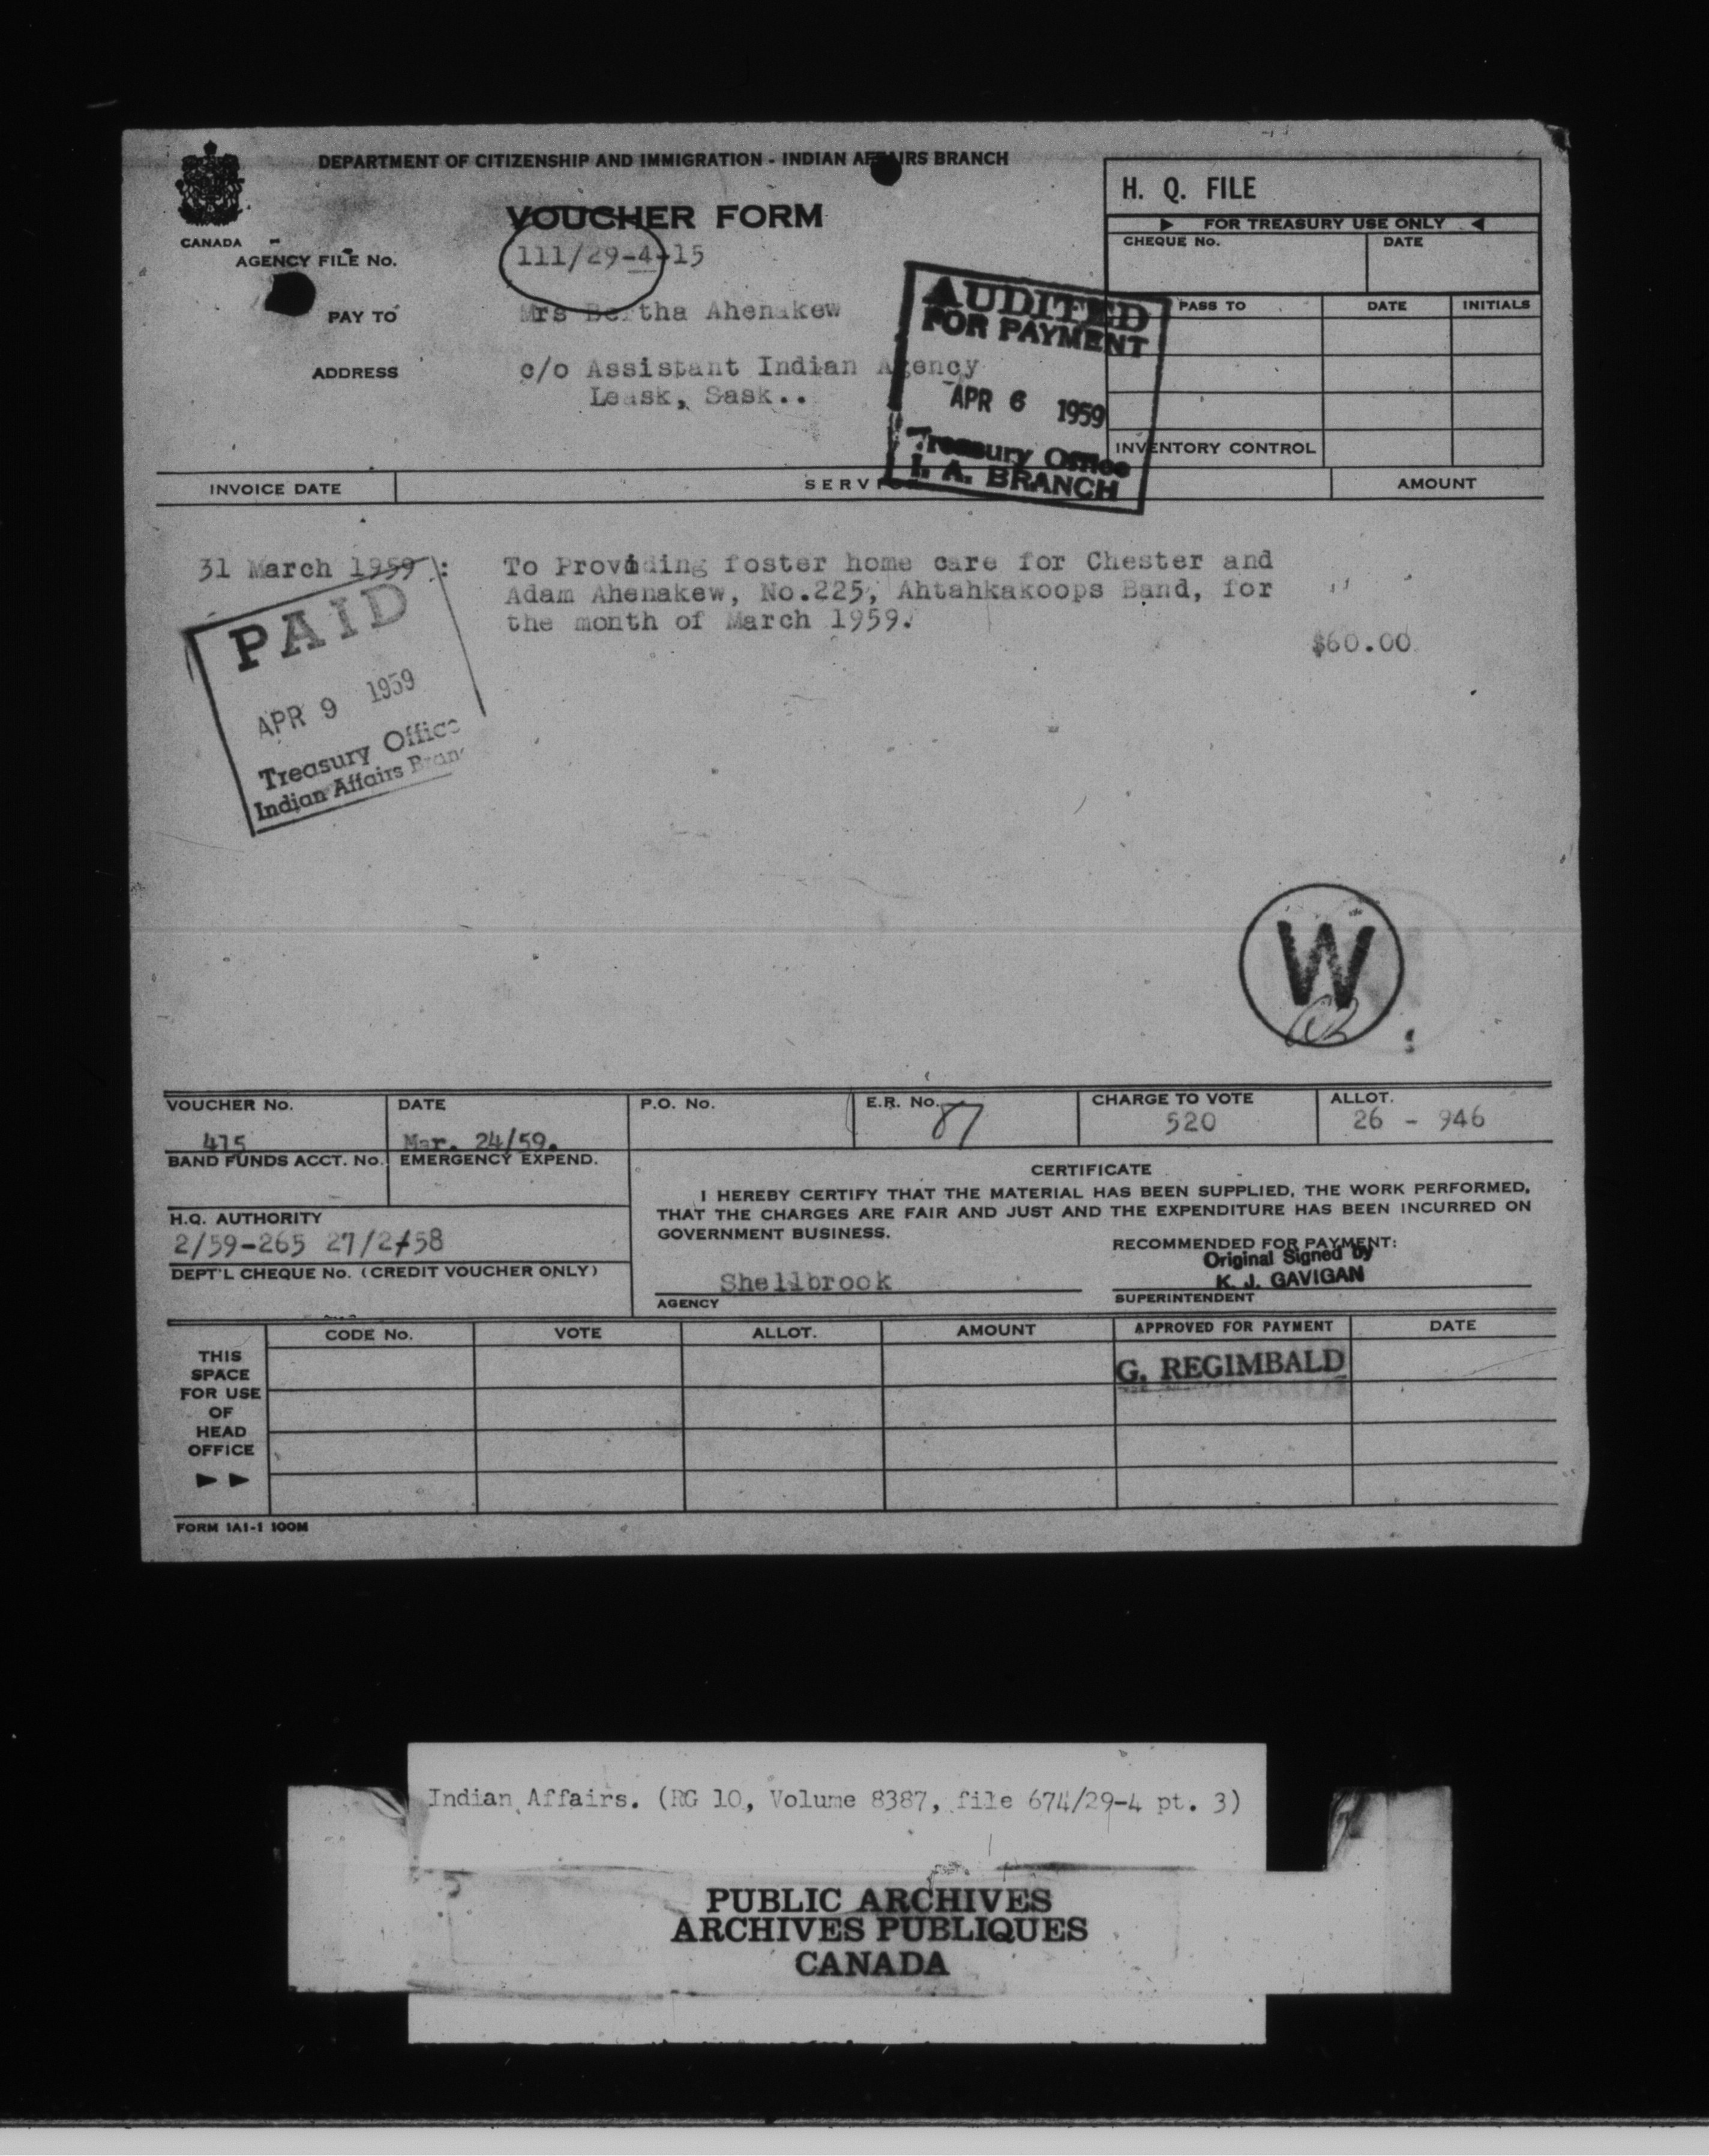 DEPARTMENT OF CITIZENSHIP AND IMMIGRATION - INDIAN AFFAIRS BRANCH
CANADA
VOUCHER FORM
AGENCY FILE No. 111/29-4-15
PAY TO Mrs Bertha Ahenakew
ADDRESS c/o Assistant Indian Agency
Leask, Sask..
H. Q. FILE
FOR TREASURY USE ONLY
CHEQUE No. DATE
PASS TO DATE INITIALS
INVENTORY CONTROL
AUDITED
FOR PAYMENT
APR 6 1959
Treasury Office
I. A. BRANCH
INVOICE DATE SERVICE AMOUNT
31 March 1959 : To Providing foster home care for Chester and
Adam Ahenakew, No.225, Ahtahkakoops Band, for
the month of March 1959.
$60.00
PAID
APR 9 1959
Treasury Office
Indian Affairs Branc
W
VOUCHER No. DATE P.O. No. E.R. No. CHARGE TO VOTE ALLOT.
415 Mar. 24/59. 87 520 26 - 946
BAND FUNDS ACCT. No. EMERGENCY EXPEND.
H.Q. AUTHORITY
2/59-265 27/2/58
DEPT'L CHEQUE No. (CREDIT VOUCHER ONLY)
CERTIFICATE
I HEREBY CERTIFY THAT THE MATERIAL HAS BEEN SUPPLIED, THE WORK PERFORMED,
THAT THE CHARGES ARE FAIR AND JUST AND THE EXPENDITURE HAS BEEN INCURRED ON
GOVERNMENT BUSINESS.
RECOMMENDED FOR PAYMENT:
Original Signed by
Shellbrook K. J. GAVIGAN
AGENCY SUPERINTENDENT
THIS
SPACE
FOR USE
OF
HEAD
OFFICE
CODE No. VOTE ALLOT. AMOUNT APPROVED FOR PAYMENT DATE
G. REGIMBALD
FORM IAI-1 100M
Indian Affairs. (RG 10, Volume 8387, file 674/29-4 pt. 3)
PUBLIC ARCHIVES
ARCHIVES PUBLIQUES
CANADA